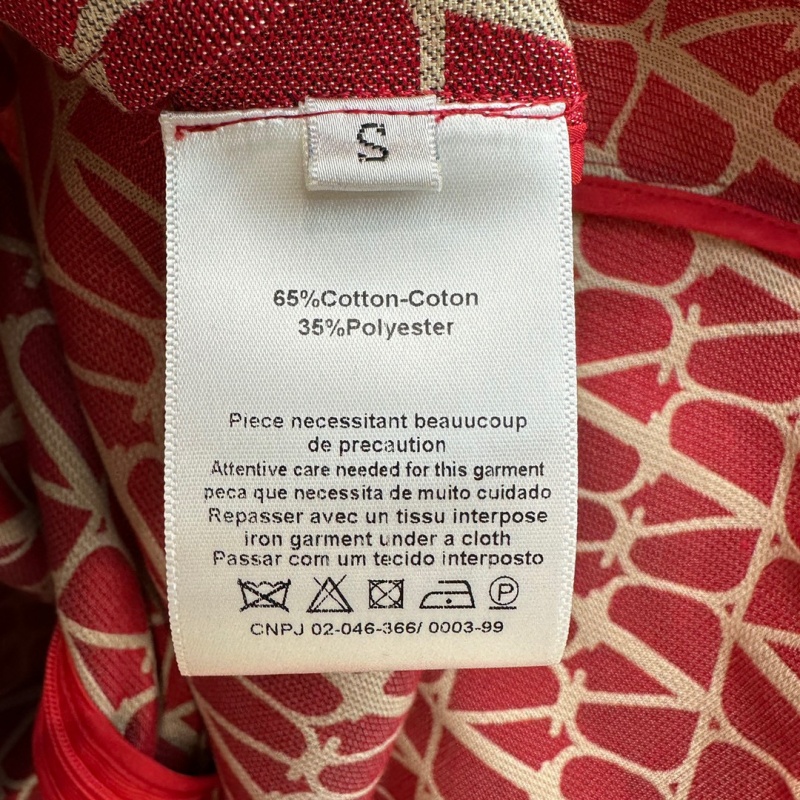 S
65%Cotton-Coton
35%Polyester
Piece necessitant beauucoup
de precaution
Attentive care needed for this garment
peca que necessita de muito cuidado
Repasser avec un tissu interpose
iron garment under a cloth
Passar com um tecido interposto
P
CNPJ 02-046-366/ 0003-99